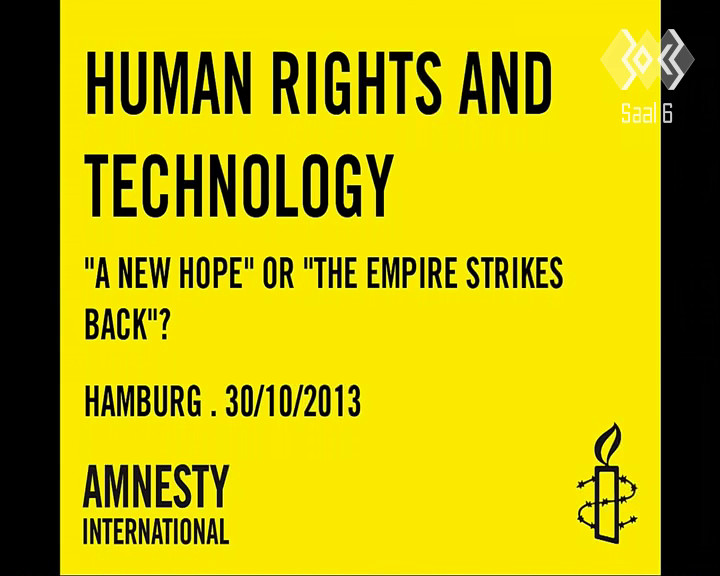 HUMAN RIGHTS AND
TECHNOLOGY
"A NEW HOPE" OR "THE EMPIRE STRIKES
BACK"?
HAMBURG . 30/10/2013
AMNESTY
INTERNATIONAL
Saal 6